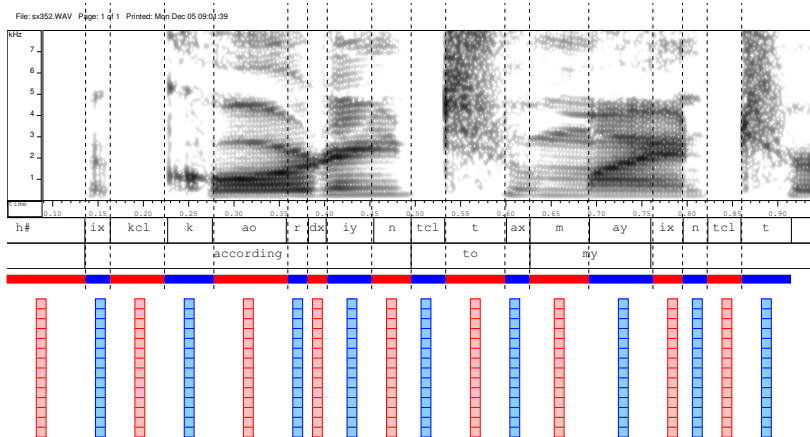 File: sx352.WAV Page: 1 of 1 Printed: Mon Dec 05 09:01:39
kHz
7
6
5
4
3
2
1
time
0.10 0.15 0.20 0.25 0.30 0.35 0.40 0.45 0.50 0.55 0.60 0.65 0.70 0.75 0.80 0.85 0.90
h# ix kcl k ao r dx iy n tcl t ax m ay ix n tcl t
according to my